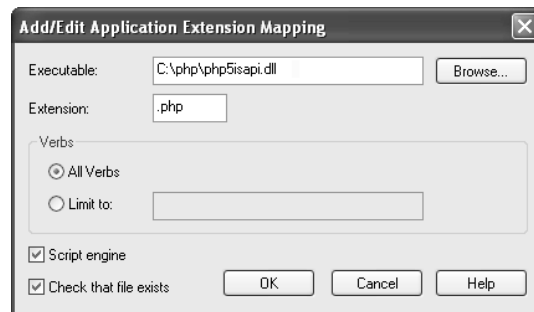 Add/Edit Application Extension Mapping
Executable: C:\php\php5isapi.dll Browse...
Extension: .php
Verbs
All Verbs
Limit to:
Script engine
Check that file exists OK Cancel Help